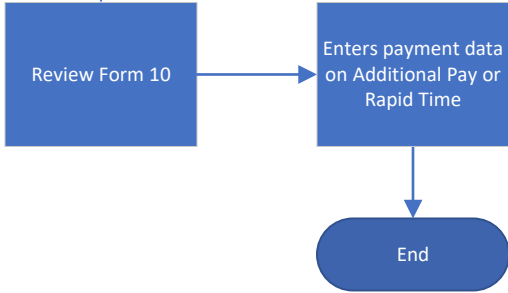 Review Form 10
Enters payment data
on Additional Pay or
Rapid Time
End